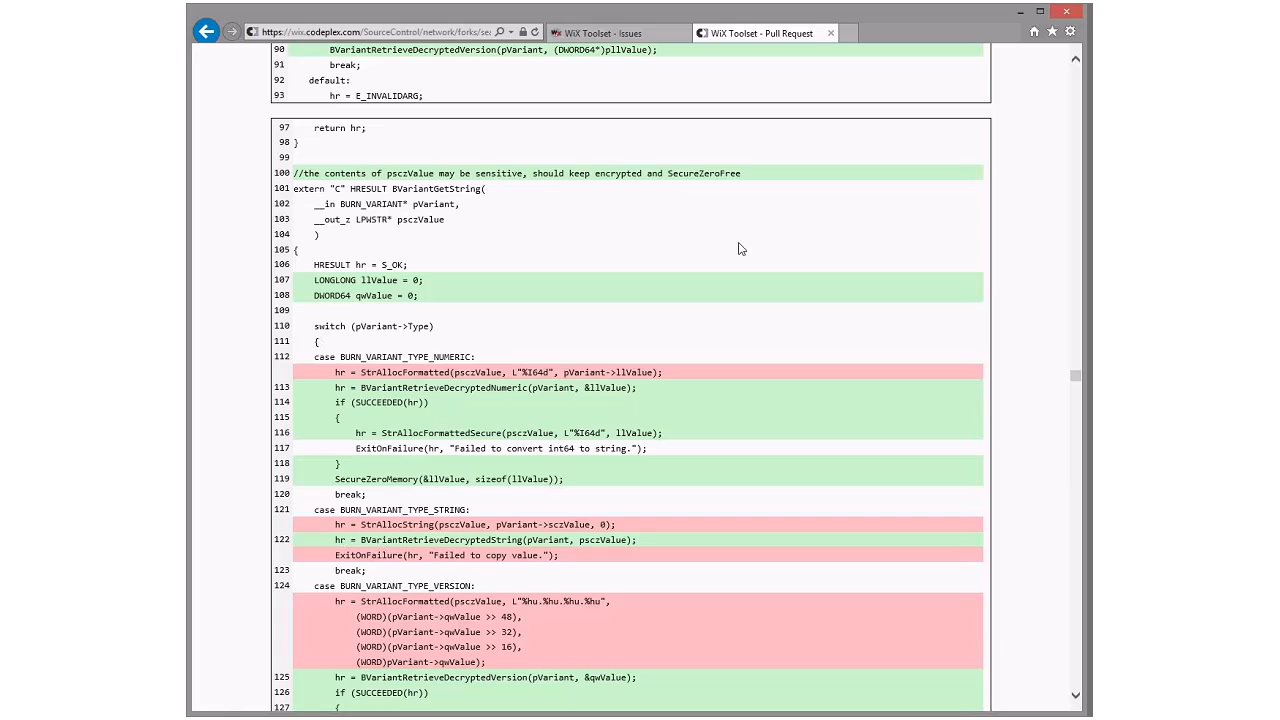 https://wix.codeplex.com/SourceControl/network/forks/sea
WiX Toolset - Issues
WiX Toolset - Pull Request
90 BVariantRetrieveDecryptedVersion(pVariant, (DWORD64*)pllValue);
91 break;
92 default:
93 hr = E_INVALIDARG;
97 return hr;
98 }
99
100 //the contents of psczValue may be sensitive, should keep encrypted and SecureZeroFree
101 extern "C" HRESULT BVariantGetString(
102 __in BURN_VARIANT* pVariant,
103 __out_z LPWSTR* psczValue
104 )
105 {
106 HRESULT hr = S_OK;
107 LONGLONG llValue = 0;
108 DWORD64 qwValue = 0;
109
110 switch (pVariant->Type)
111 {
112 case BURN_VARIANT_TYPE_NUMERIC:
hr = StrAllocFormatted(psczValue, L"%I64d", pVariant->llValue);
113 hr = BVariantRetrieveDecryptedNumeric(pVariant, &llValue);
114 if (SUCCEEDED(hr))
115 {
116 hr = StrAllocFormattedSecure(psczValue, L"%I64d", llValue);
117 ExitOnFailure(hr, "Failed to convert int64 to string.");
118 }
119 SecureZeroMemory(&llValue, sizeof(llValue));
120 break;
121 case BURN_VARIANT_TYPE_STRING:
hr = StrAllocString(psczValue, pVariant->sczValue, 0);
122 hr = BVariantRetrieveDecryptedString(pVariant, psczValue);
ExitOnFailure(hr, "Failed to copy value.");
123 break;
124 case BURN_VARIANT_TYPE_VERSION:
hr = StrAllocFormatted(psczValue, L"%hu.%hu.%hu.%hu",
(WORD)(pVariant->qwValue >> 48),
(WORD)(pVariant->qwValue >> 32),
(WORD)(pVariant->qwValue >> 16),
(WORD)pVariant->qwValue);
125 hr = BVariantRetrieveDecryptedVersion(pVariant, &qwValue);
126 if (SUCCEEDED(hr))
127 {